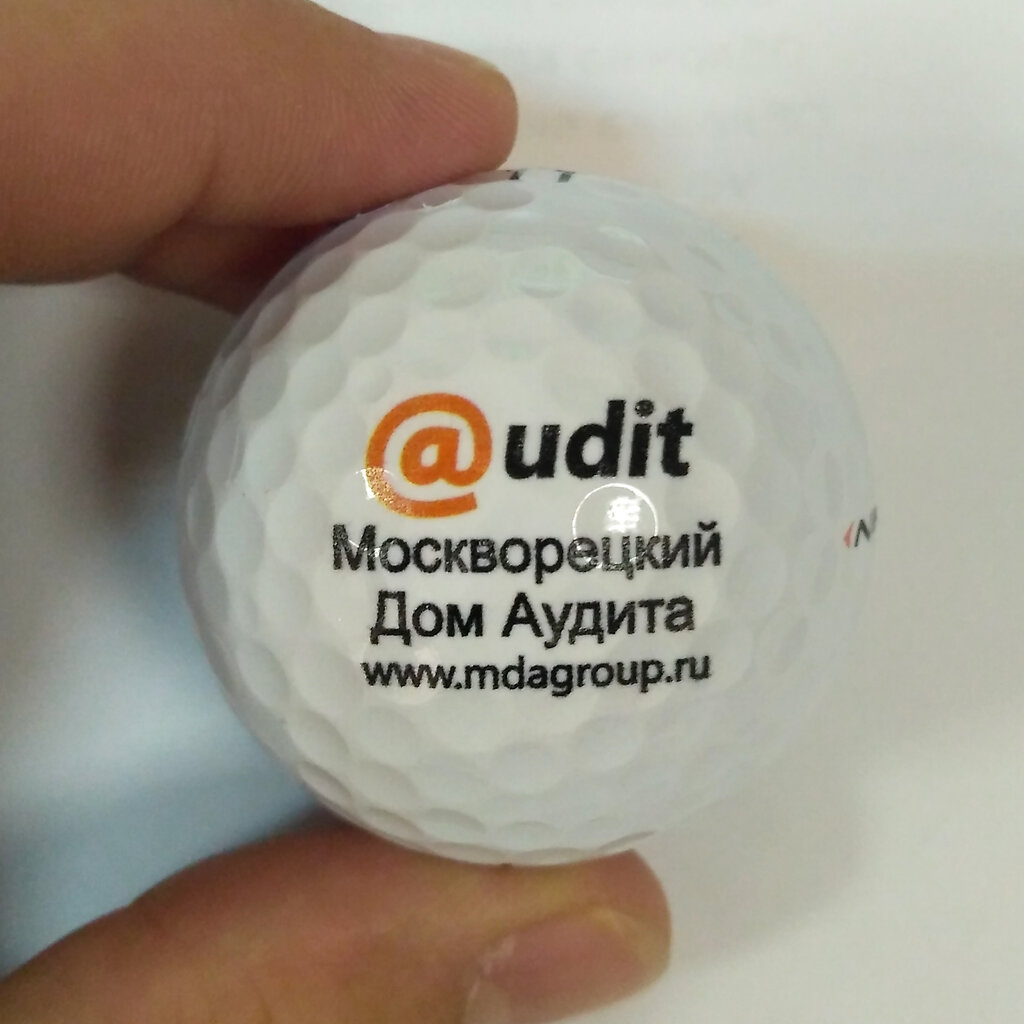 @udit
Москворецкий
Дом Аудита
www.mdagroup.ru